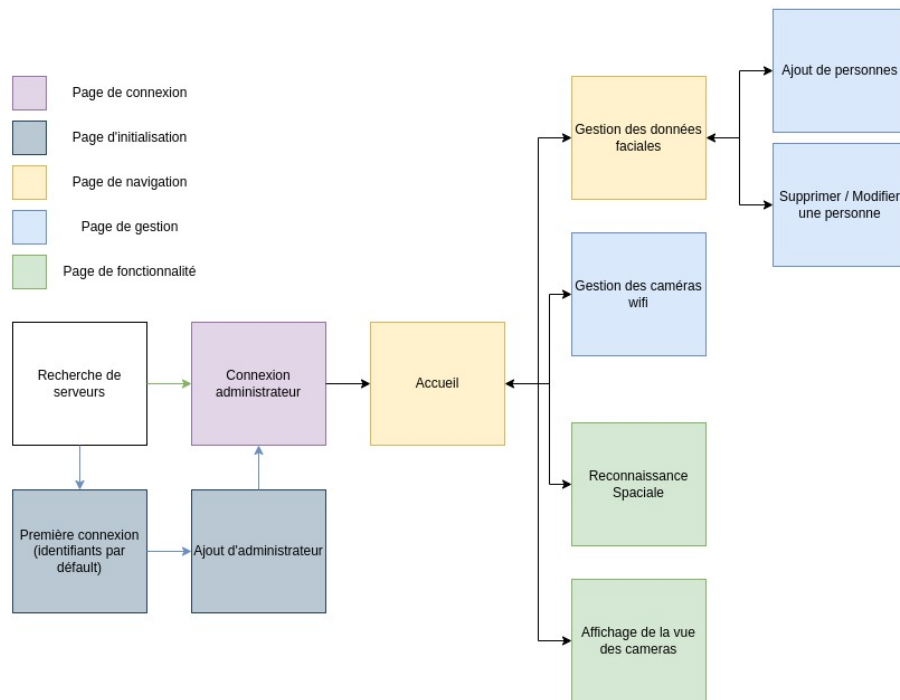 Page de connexion
Page d'initialisation
Page de navigation
Page de gestion
Page de fonctionnalité
Recherche de
serveurs
Connexion
administrateur
Première connexion
(identifiants par
défault)
Ajout d'administrateur
Accueil
Gestion des données
faciales
Ajout de personnes
Supprimer / Modifier
une personne
Gestion des caméras
wifi
Reconnaissance
Spaciale
Affichage de la vue
des cameras